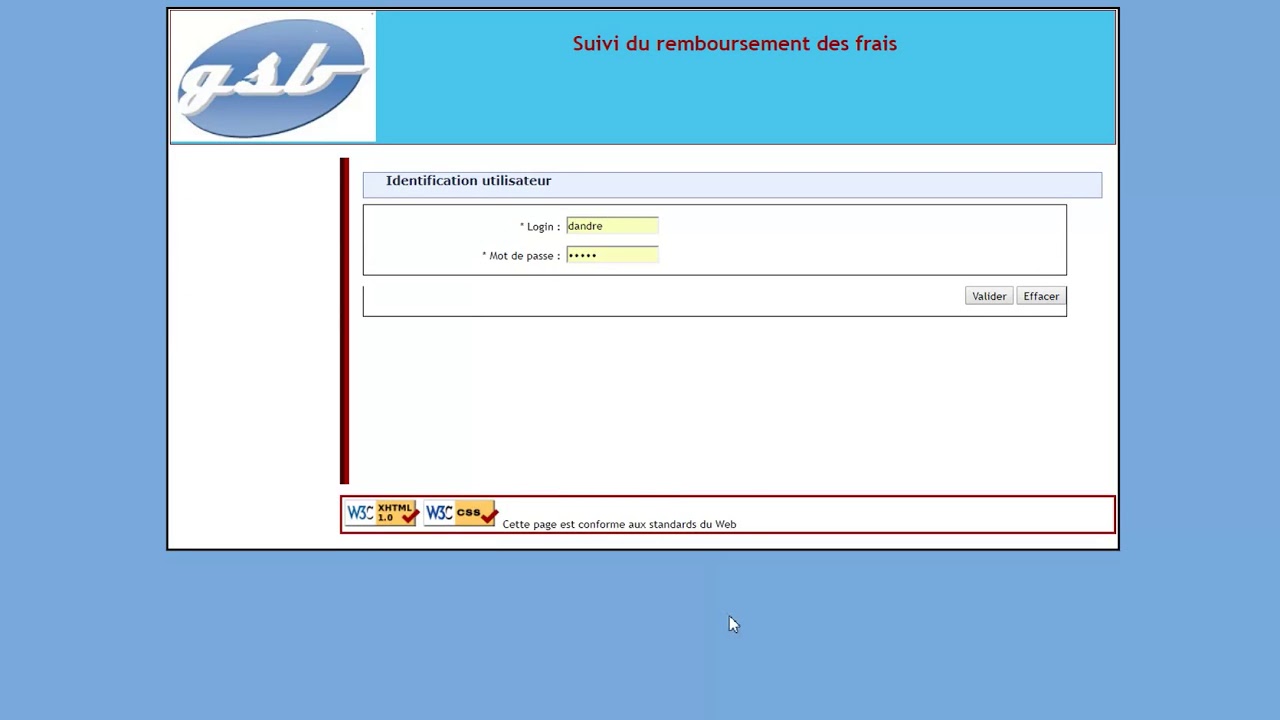 gsb
Suivi du remboursement des frais
Identification utilisateur
* Login : dandre
* Mot de passe : •••••
Valider Effacer
W3C XHTML 1.0 W3C css Cette page est conforme aux standards du Web